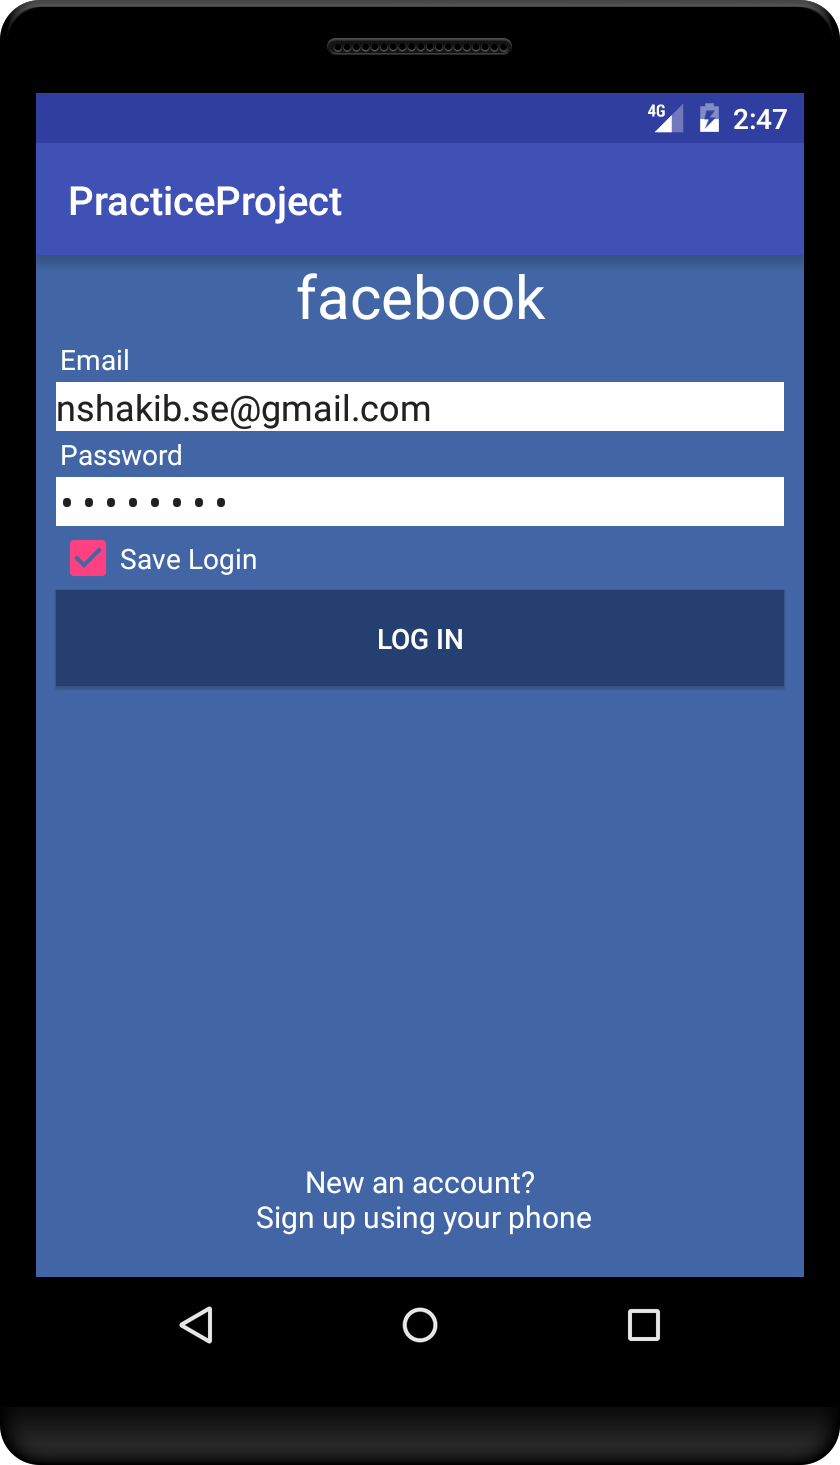 4G 2:47
PracticeProject
facebook
Email
nshakib.se@gmail.com
Password
••••••••
Save Login
LOG IN
New an account?
Sign up using your phone